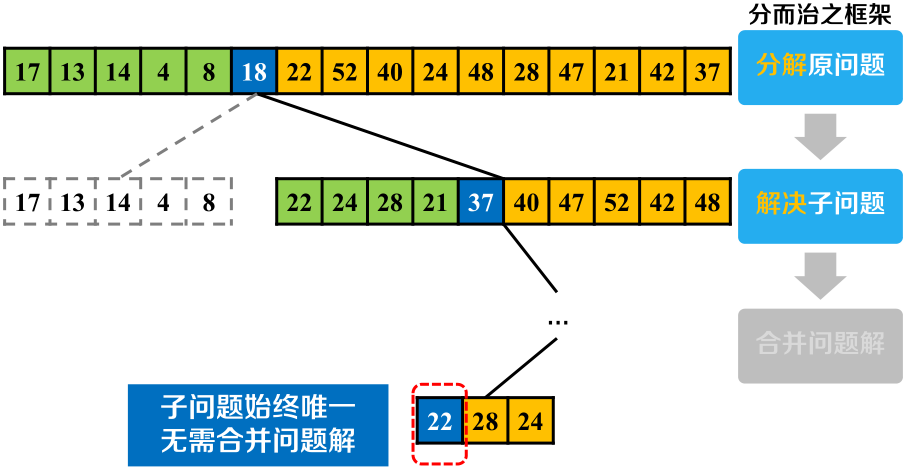 分而治之框架
17 13 14 4 8 18 22 52 40 24 48 28 47 21 42 37
分解原问题
17 13 14 4 8
22 24 28 21 37 40 47 52 42 48
解决子问题
...
合并问题解
子问题始终唯一
无需合并问题解
22 28 24